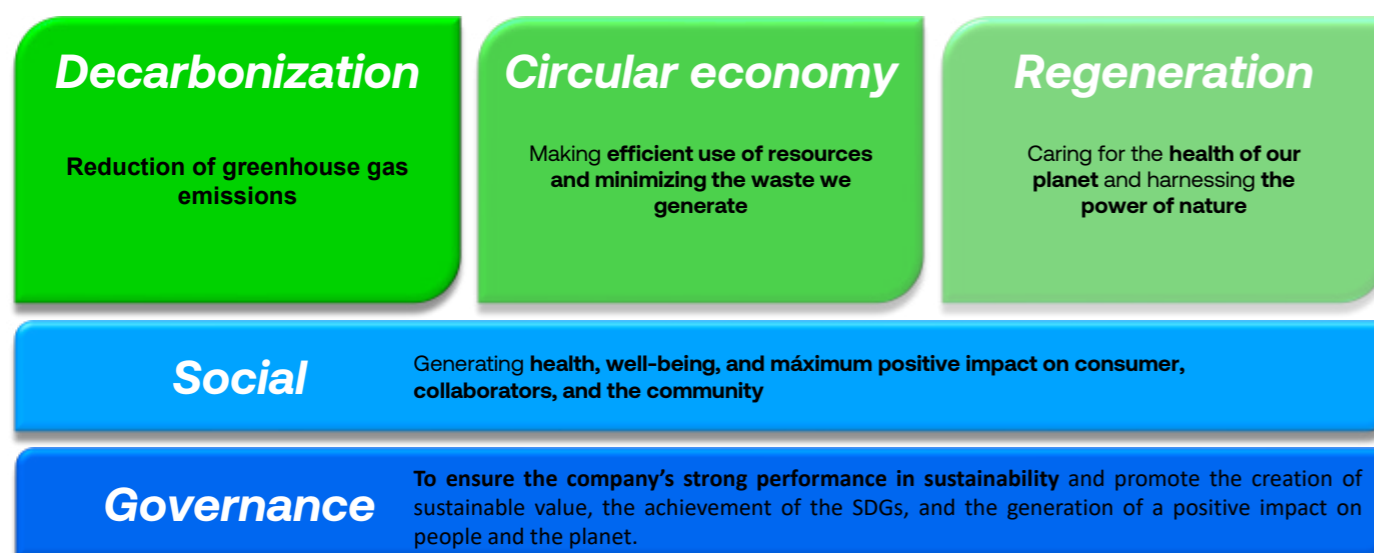 Decarbonization
Reduction of greenhouse gas
emissions
Circular economy
Making efficient use of resources
and minimizing the waste we
generate
Regeneration
Caring for the health of our
planet and harnessing the
power of nature
Social
Generating health, well-being, and máximum positive impact on consumer,
collaborators, and the community
Governance
To ensure the company’s strong performance in sustainability and promote the creation of
sustainable value, the achievement of the SDGs, and the generation of a positive impact on
people and the planet.